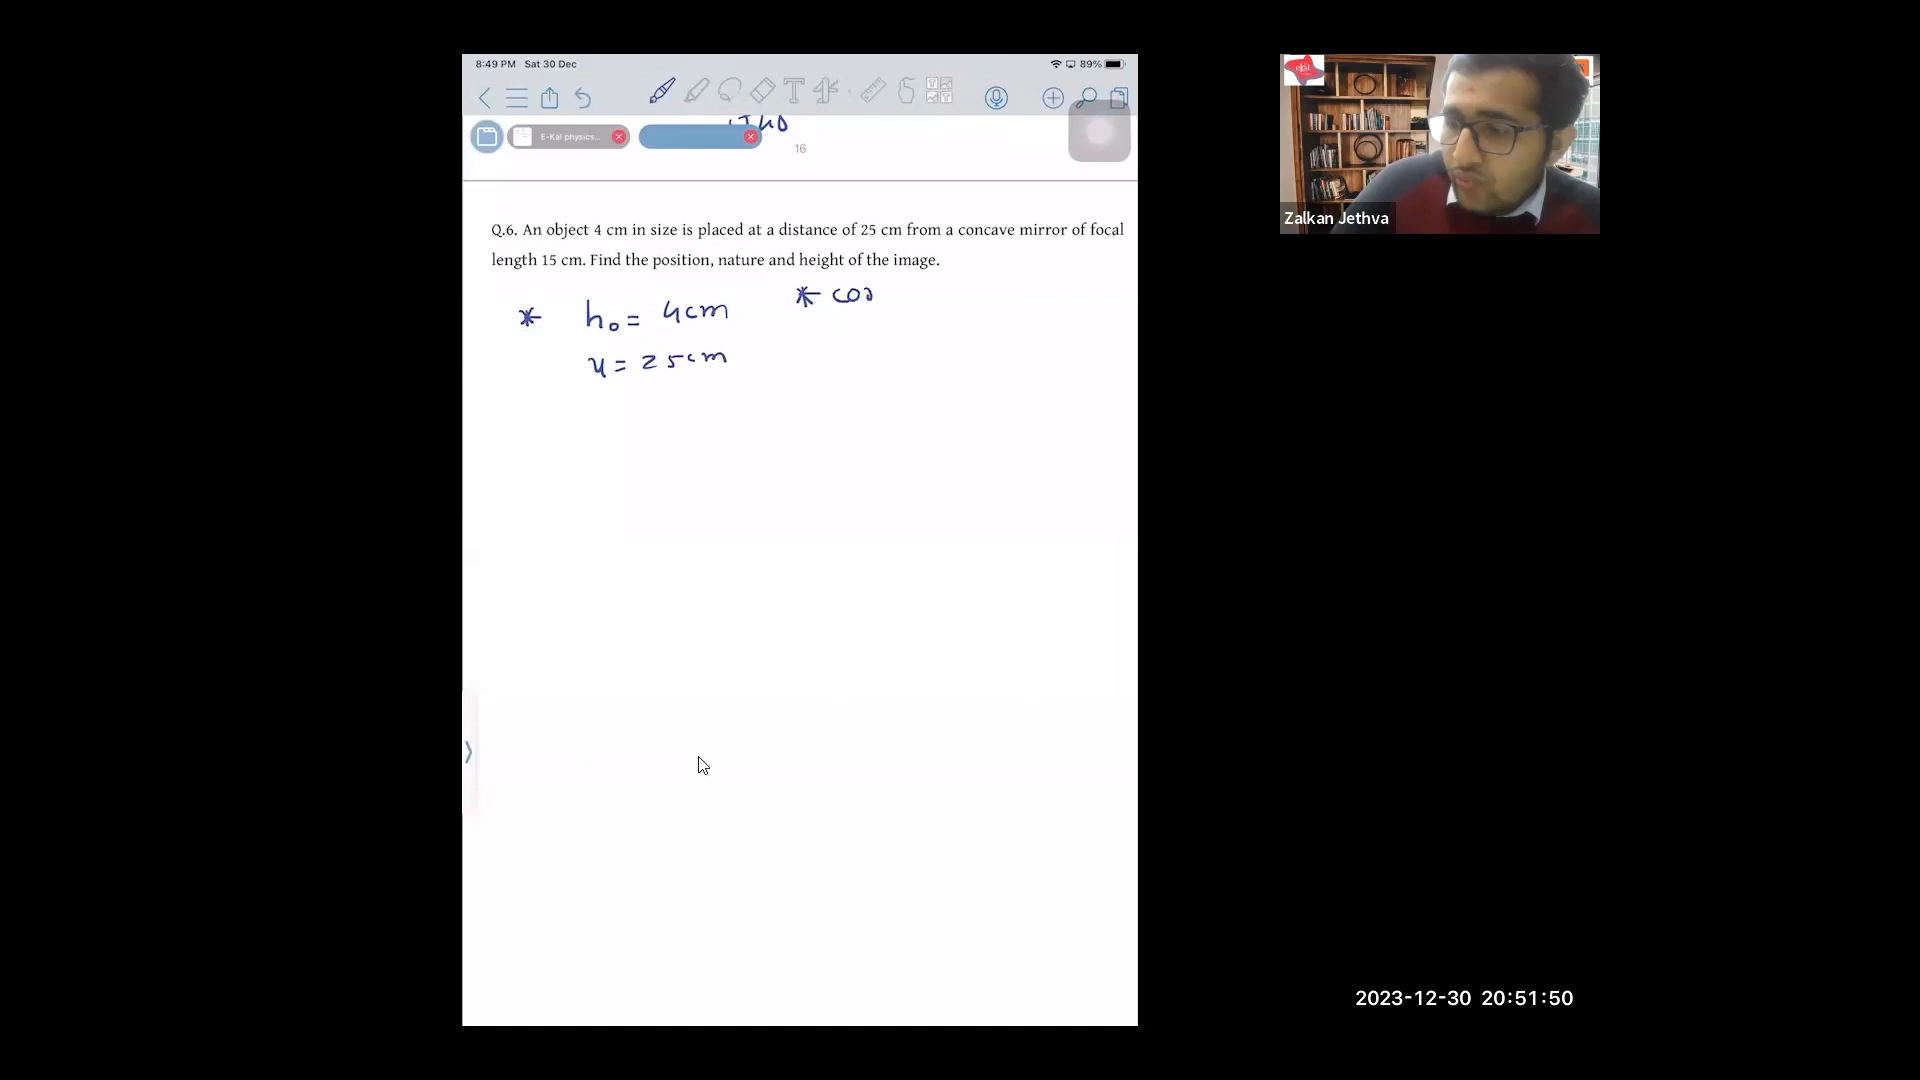 8:49 PM Sat 30 Dec
89%
E-Kal physics...
16
Q.6. An object 4 cm in size is placed at a distance of 25 cm from a concave mirror of focal
length 15 cm. Find the position, nature and height of the image.
* h₀ = 4cm
* co
u = 25cm
ekal
Zalkan Jethva
2023-12-30 20:51:50